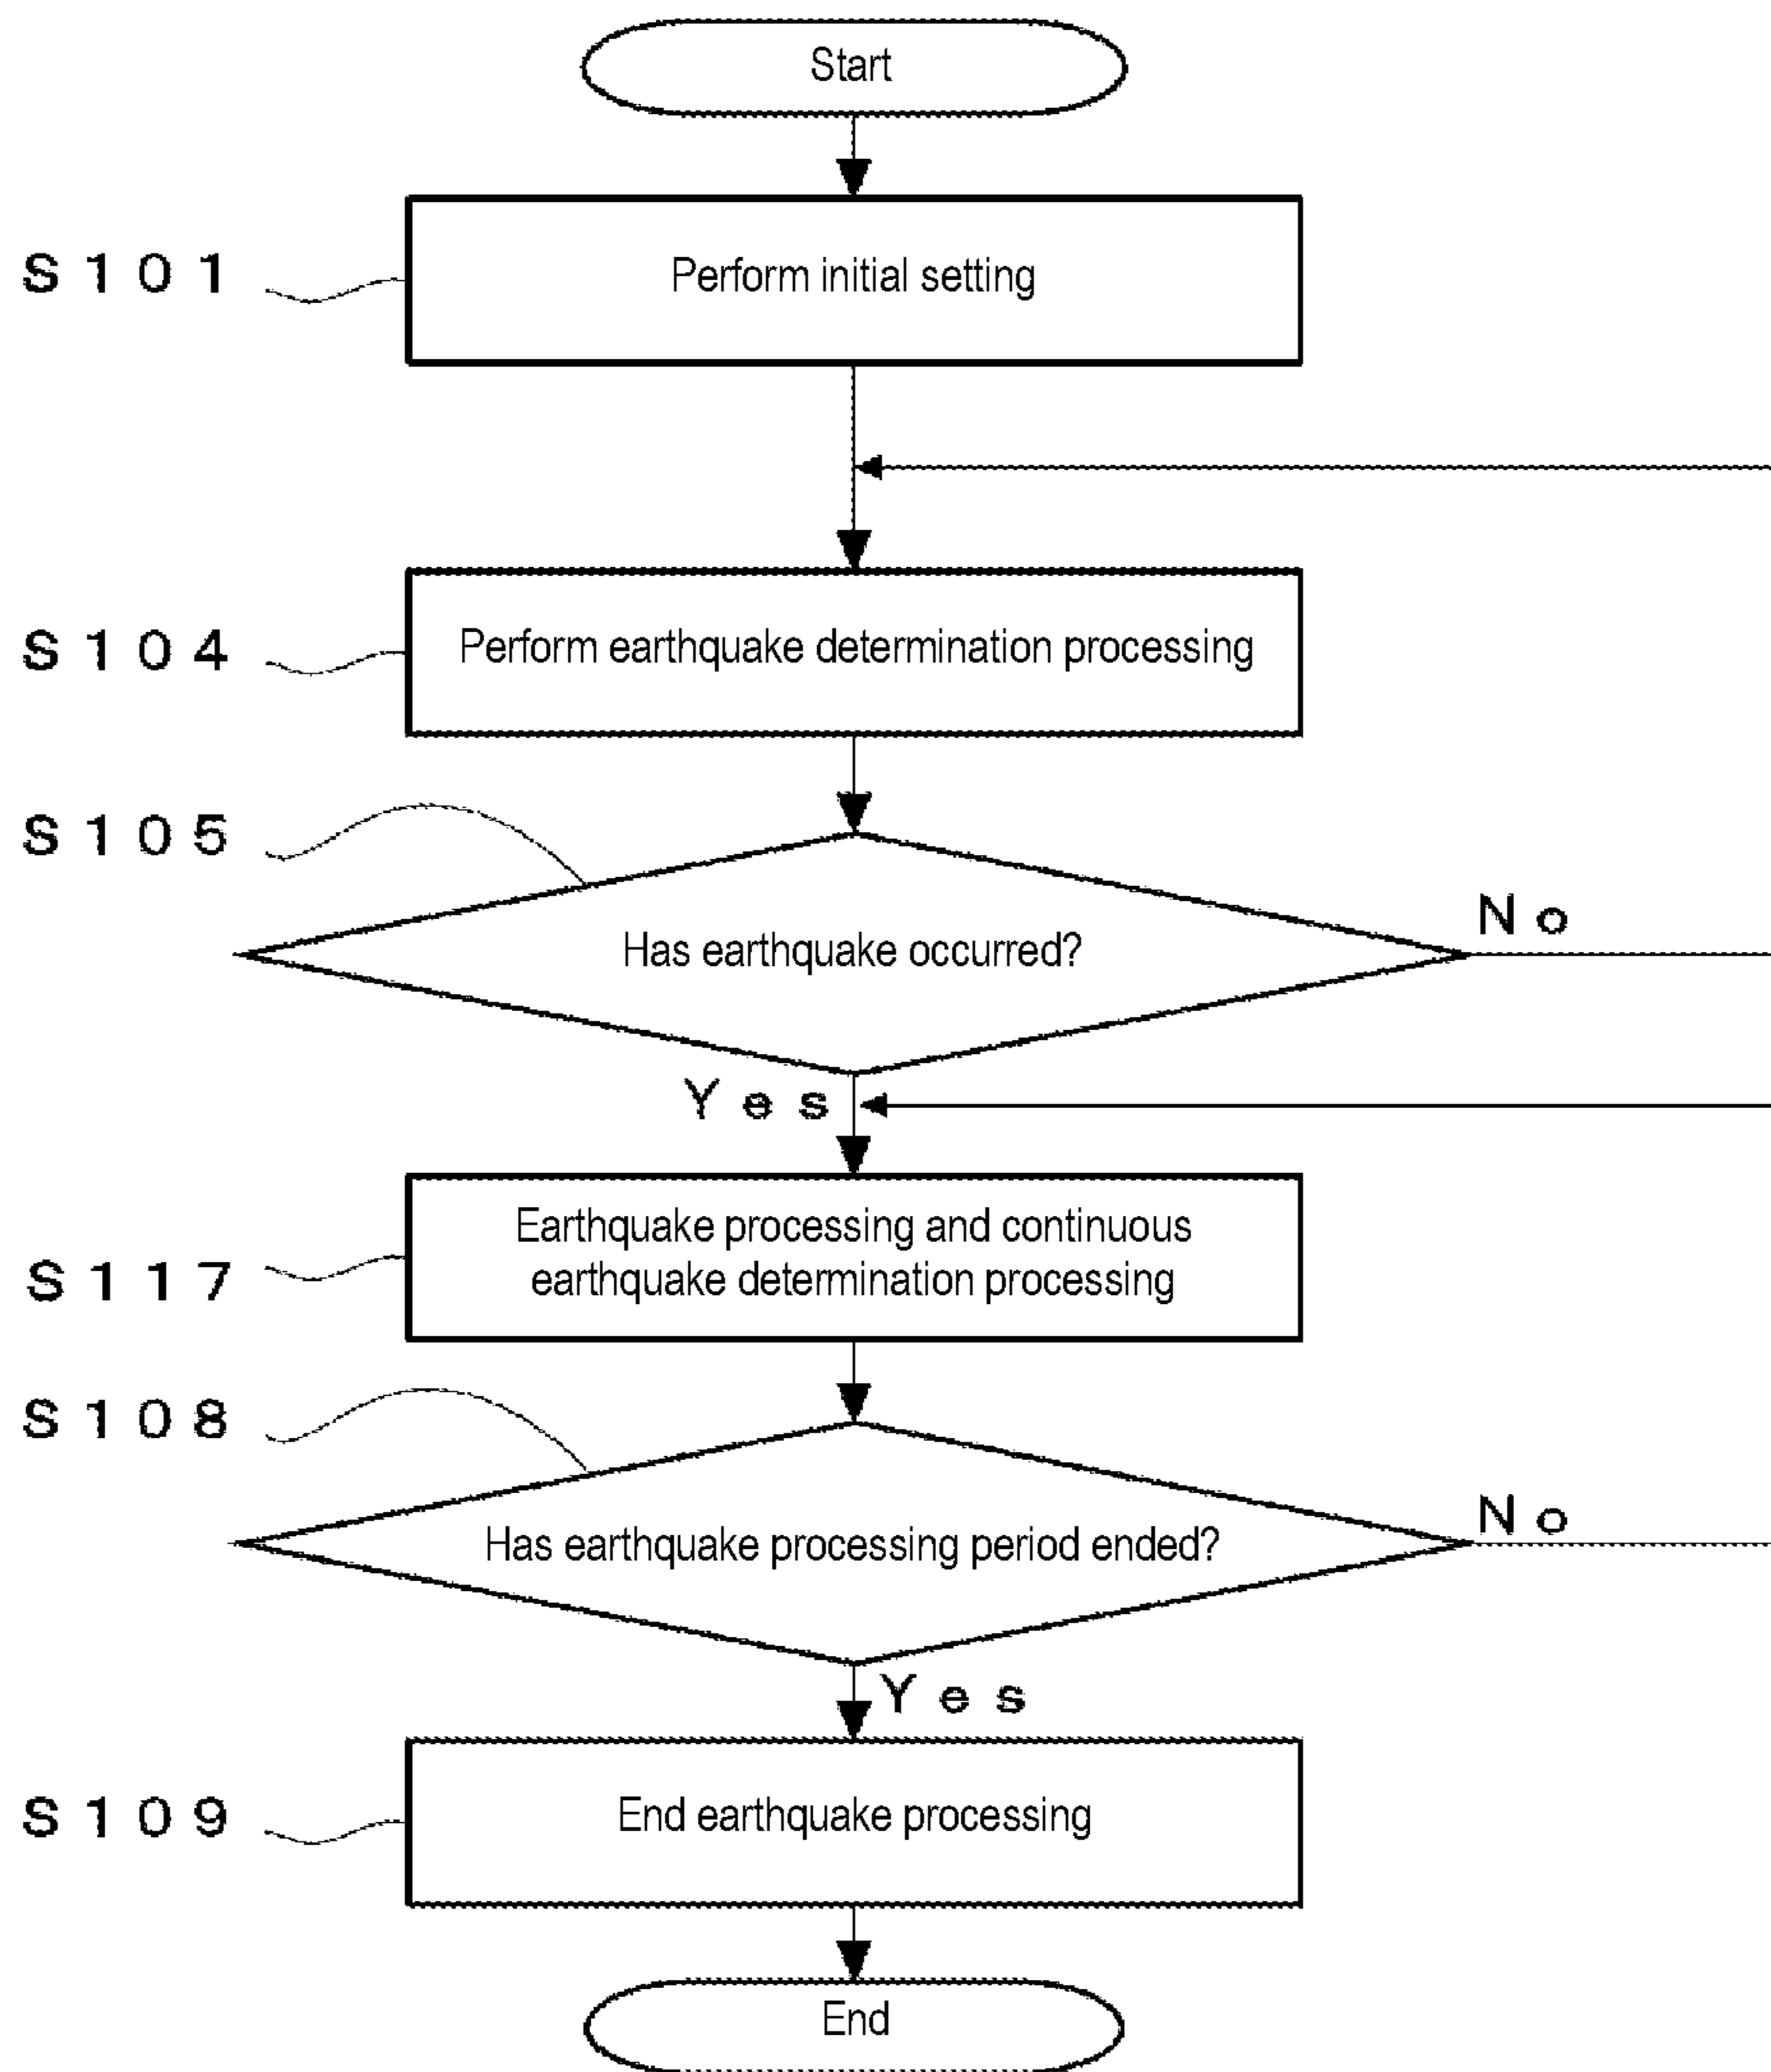 Start
S101
Perform initial setting
S104
Perform earthquake determination processing
S105
Has earthquake occurred?
No
Yes
Earthquake processing and continuous
earthquake determination processing
S117
S108
Has earthquake processing period ended?
No
Yes
S109
End earthquake processing
End